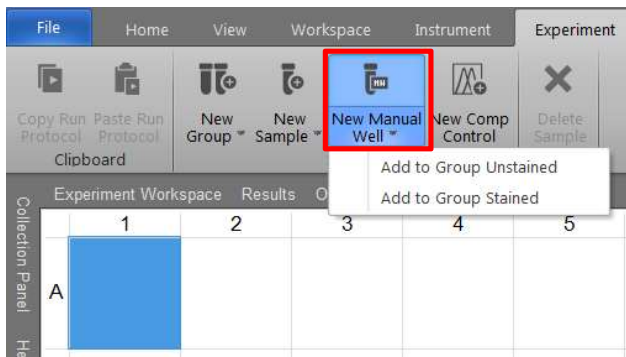 File Home View Workspace Instrument Experiment
MW
Copy Run Protocol Paste Run Protocol New Group New Sample New Manual Well New Comp Control Delete Sample
Clipboard
Add to Group Unstained
Add to Group Stained
Experiment Workspace Results O
1 2 3 4 5
A
Collection Panel
He